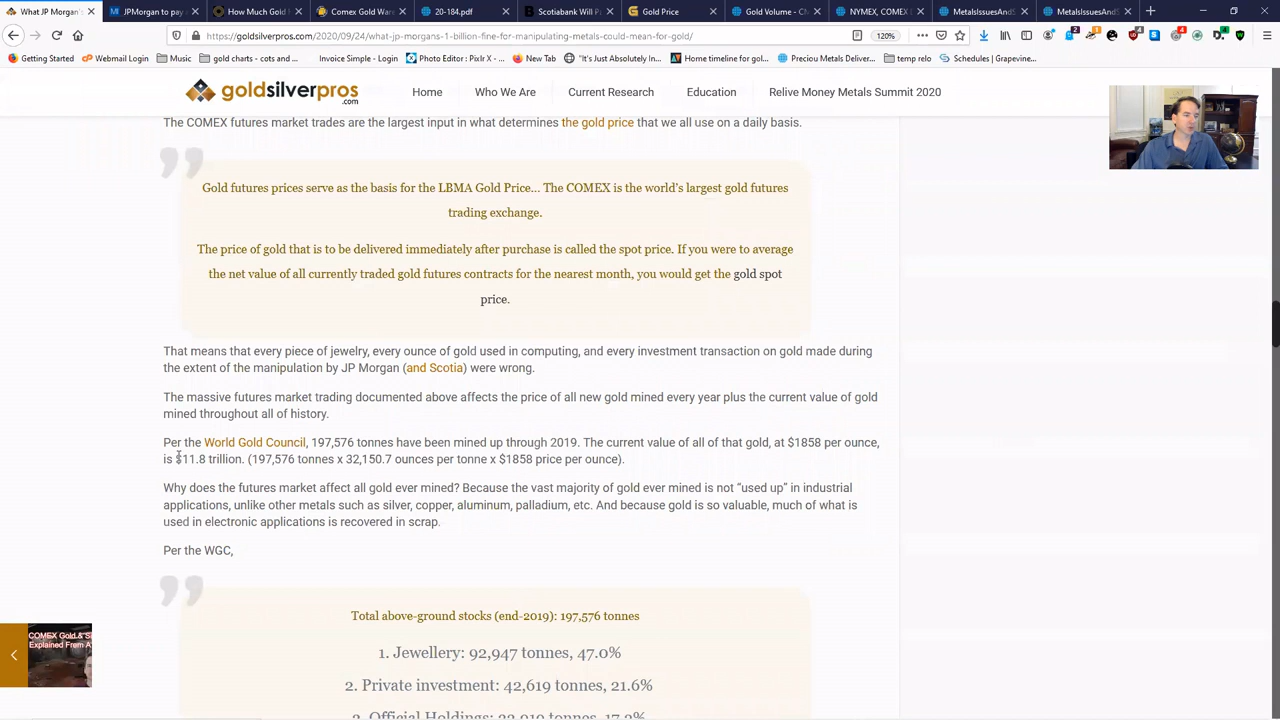 What JP Morgan'
JPMorgan to pay
How Much Gold
Comex Gold War
20-184.pdf
Scotiabank Will P
Gold Price
Gold Volume - Ch
NYMEX, COMEX
MetalsIssuesAndS
MetalsIssuesAndS
https://goldsilverpros.com/2020/09/24/what-jp-morgans-1-billion-fine-for-manipulating-metals-could-mean-for-gold/
120%
Getting Started
Webmail Login
Music
gold charts - cots and ...
Invoice Simple - Login
Photo Editor : Pixlr X - ...
New Tab
"It's Just Absolutely In...
Home timeline for gol...
Preciou Metals Deliver...
temp relo
Schedules | Grapevine...
goldsilverpros
.com
Home
Who We Are
Current Research
Education
Relive Money Metals Summit 2020
The COMEX futures market trades are the largest input in what determines the gold price that we all use on a daily basis.
Gold futures prices serve as the basis for the LBMA Gold Price... The COMEX is the world's largest gold futures
trading exchange.
The price of gold that is to be delivered immediately after purchase is called the spot price. If you were to average
the net value of all currently traded gold futures contracts for the nearest month, you would get the gold spot
price.
That means that every piece of jewelry, every ounce of gold used in computing, and every investment transaction on gold made during
the extent of the manipulation by JP Morgan (and Scotia) were wrong.
The massive futures market trading documented above affects the price of all new gold mined every year plus the current value of gold
mined throughout all of history.
Per the World Gold Council, 197,576 tonnes have been mined up through 2019. The current value of all of that gold, at $1858 per ounce,
is $11.8 trillion. (197,576 tonnes x 32,150.7 ounces per tonne x $1858 price per ounce).
Why does the futures market affect all gold ever mined? Because the vast majority of gold ever mined is not “used up” in industrial
applications, unlike other metals such as silver, copper, aluminum, palladium, etc. And because gold is so valuable, much of what is
used in electronic applications is recovered in scrap.
Per the WGC,
Total above-ground stocks (end-2019): 197,576 tonnes
1. Jewellery: 92,947 tonnes, 47.0%
2. Private investment: 42,619 tonnes, 21.6%
COMEX Gold & Si
Explained From A